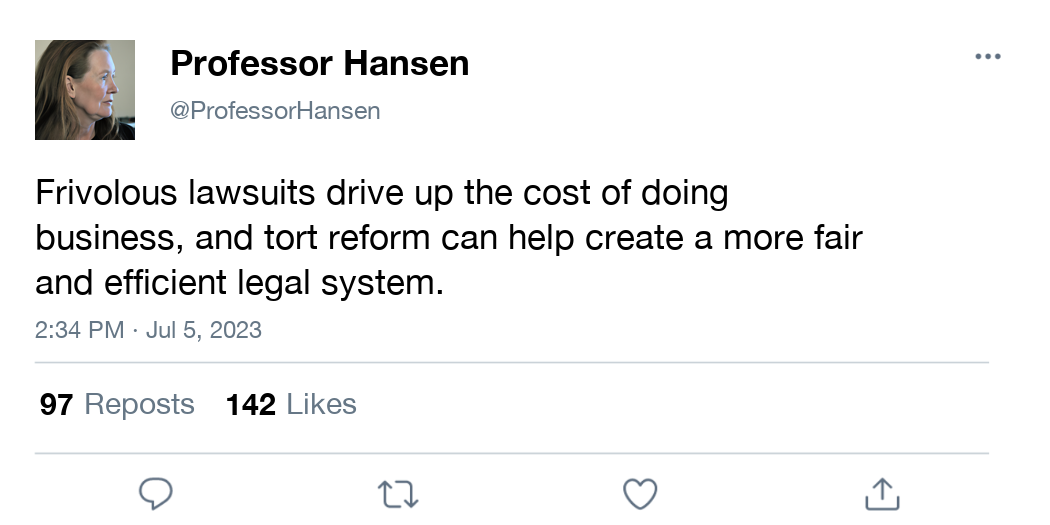 Professor Hansen
@ProfessorHansen
Frivolous lawsuits drive up the cost of doing
business, and tort reform can help create a more fair
and efficient legal system.
2:34 PM · Jul 5, 2023
97 Reposts 142 Likes